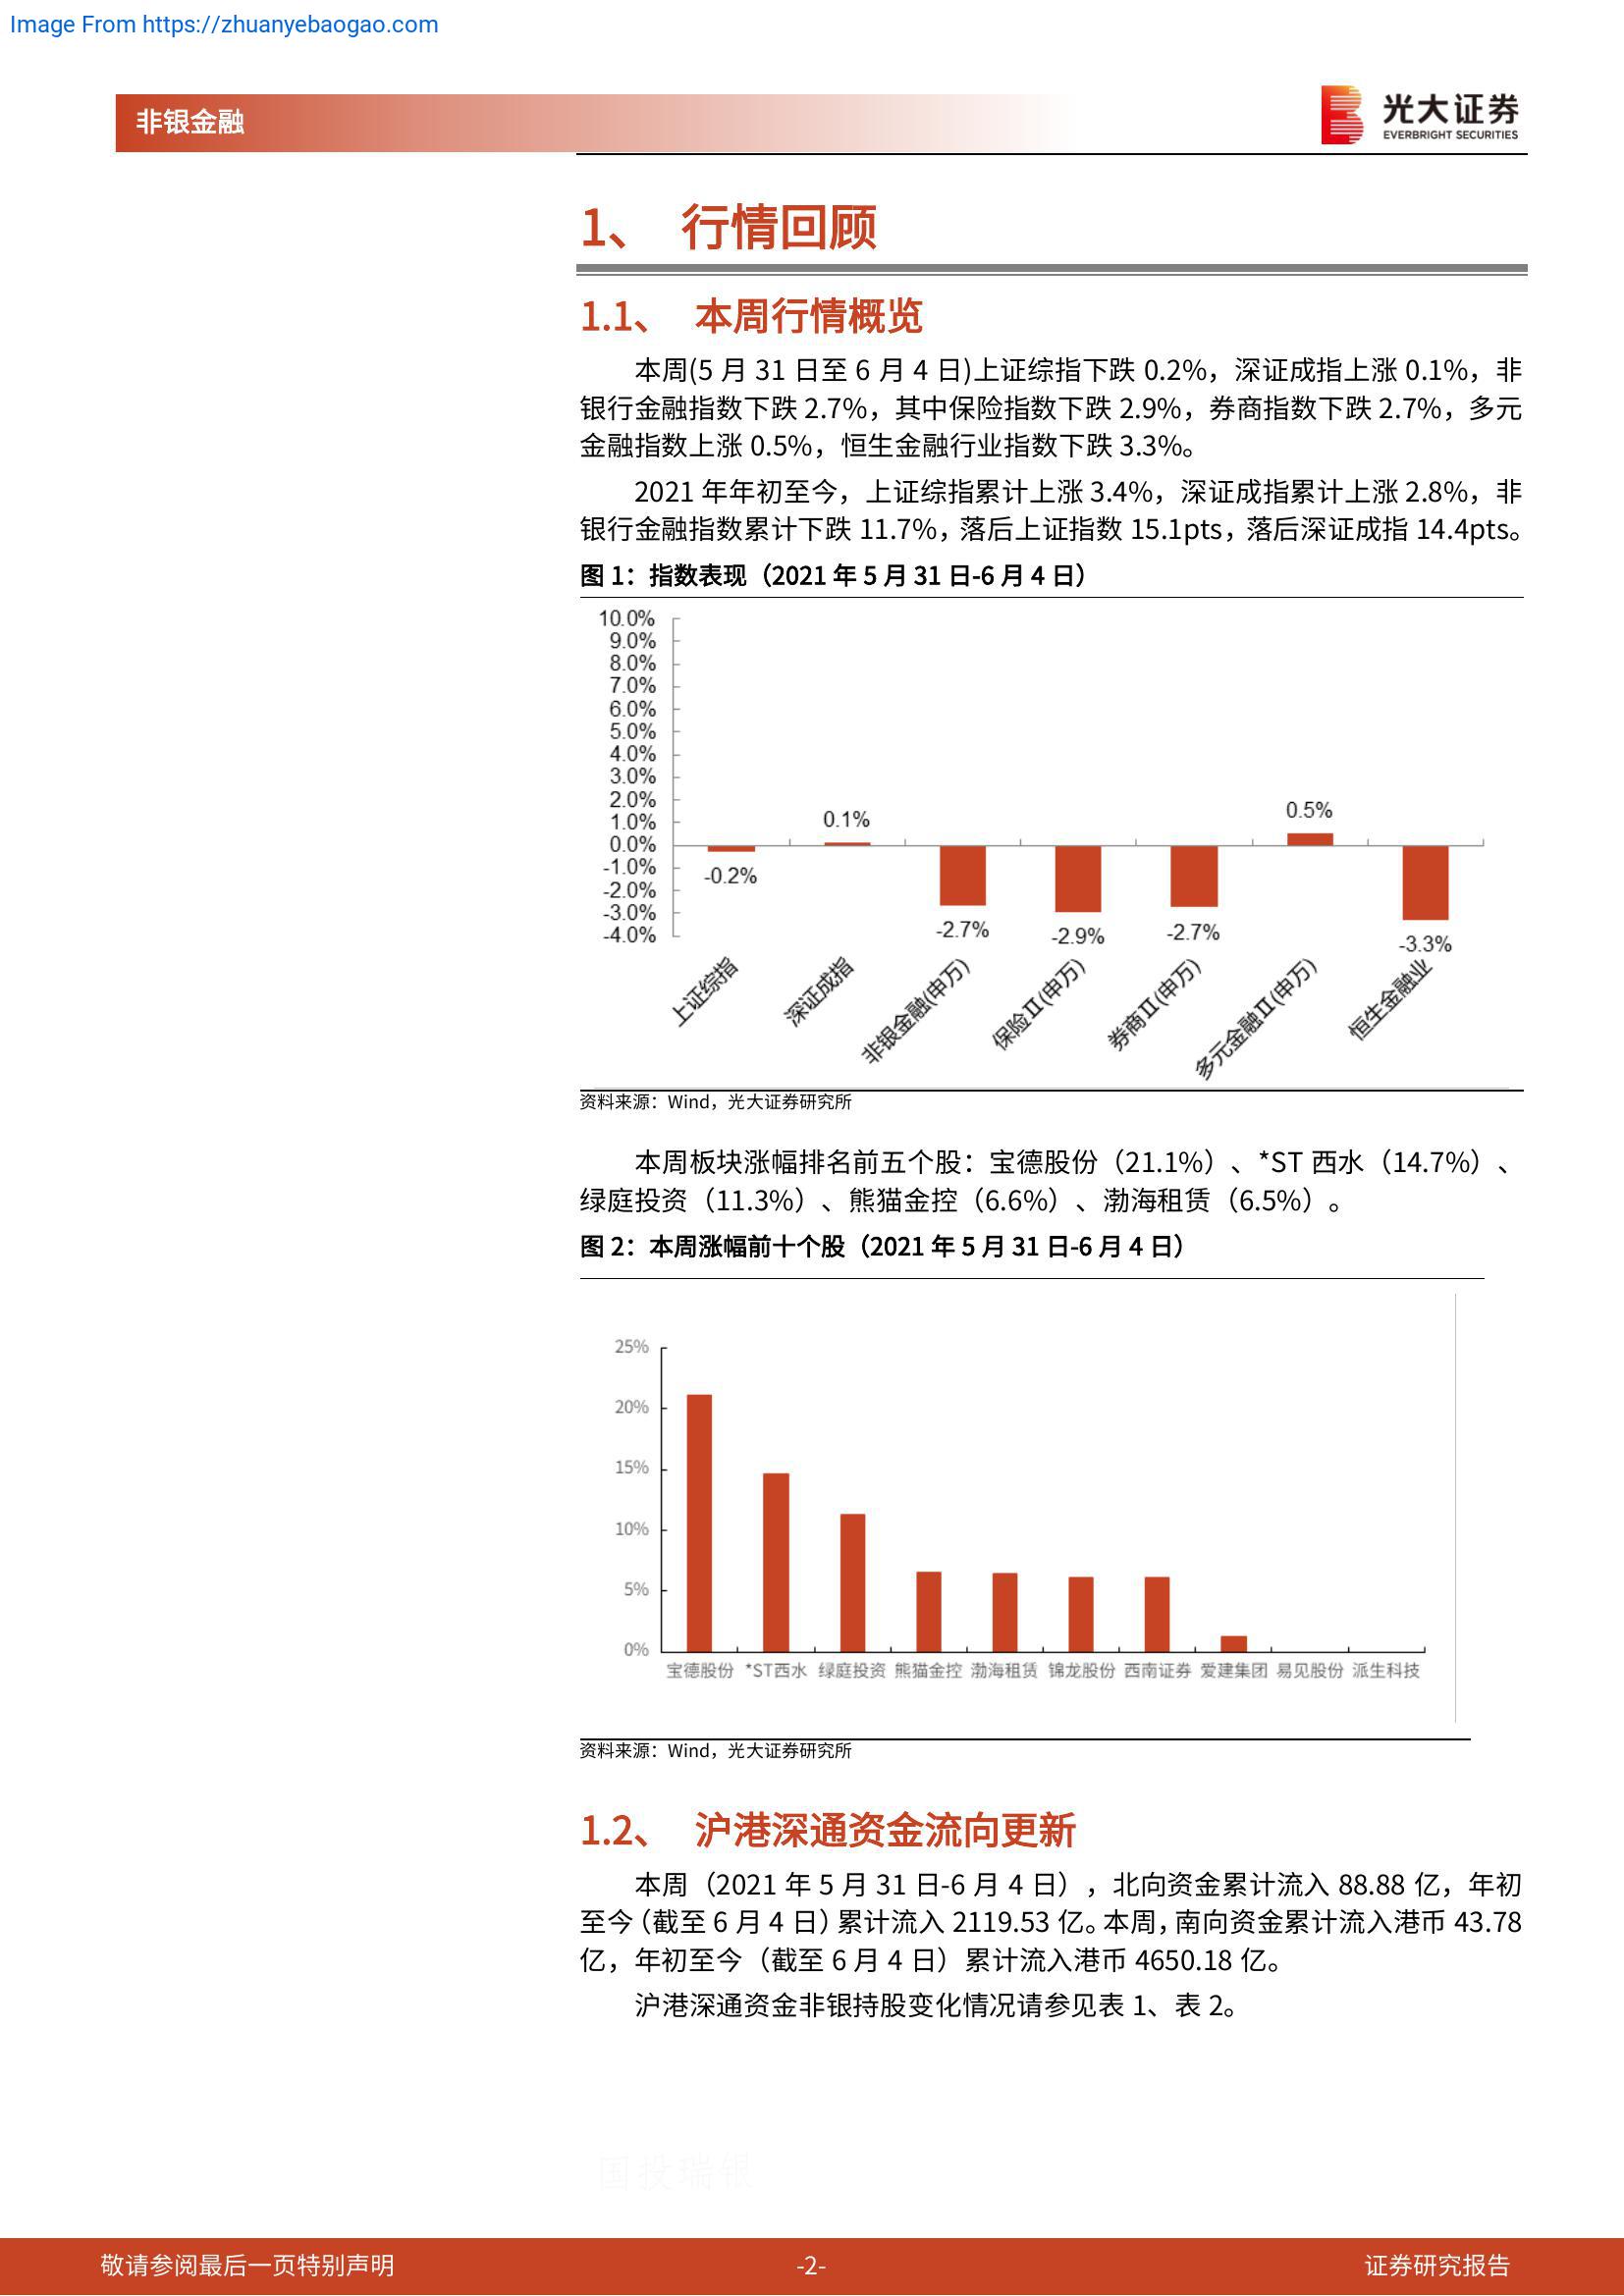 Image From https://zhuanyebaogao.com
非银金融
光大证券
EVERBRIGHT SECURITIES
1、 行情回顾
1.1、 本周行情概览
本周(5 月 31 日至 6 月 4 日)上证综指下跌 0.2%，深证成指上涨 0.1%，非
银行金融指数下跌 2.7%，其中保险指数下跌 2.9%，券商指数下跌 2.7%，多元
金融指数上涨 0.5%，恒生金融行业指数下跌 3.3%。
2021 年年初至今，上证综指累计上涨 3.4%，深证成指累计上涨 2.8%，非
银行金融指数累计下跌 11.7%，落后上证指数 15.1pts，落后深证成指 14.4pts。
图 1：指数表现（2021 年 5 月 31 日-6 月 4 日）
10.0%
9.0%
8.0%
7.0%
6.0%
5.0%
4.0%
3.0%
2.0%
1.0%
0.0%
-1.0%
-2.0%
-3.0%
-4.0%
-0.2%
0.1%
-2.7%
-2.9%
-2.7%
0.5%
-3.3%
上证综指
深证成指
非银金融(申万)
保险Ⅱ(申万)
券商Ⅱ(申万)
多元金融Ⅱ(申万)
恒生金融业
资料来源：Wind，光大证券研究所
本周板块涨幅排名前五个股：宝德股份（21.1%）、*ST 西水（14.7%）、
绿庭投资（11.3%）、熊猫金控（6.6%）、渤海租赁（6.5%）。
图 2：本周涨幅前十个股（2021 年 5 月 31 日-6 月 4 日）
25%
20%
15%
10%
5%
0%
宝德股份 *ST西水 绿庭投资 熊猫金控 渤海租赁 锦龙股份 西南证券 爱建集团 易见股份 派生科技
资料来源：Wind，光大证券研究所
1.2、 沪港深通资金流向更新
本周（2021 年 5 月 31 日-6 月 4 日），北向资金累计流入 88.88 亿，年初
至今（截至 6 月 4 日）累计流入 2119.53 亿。本周，南向资金累计流入港币 43.78
亿，年初至今（截至 6 月 4 日）累计流入港币 4650.18 亿。
沪港深通资金非银持股变化情况请参见表 1、表 2。
国投瑞银
敬请参阅最后一页特别声明
-2-
证券研究报告